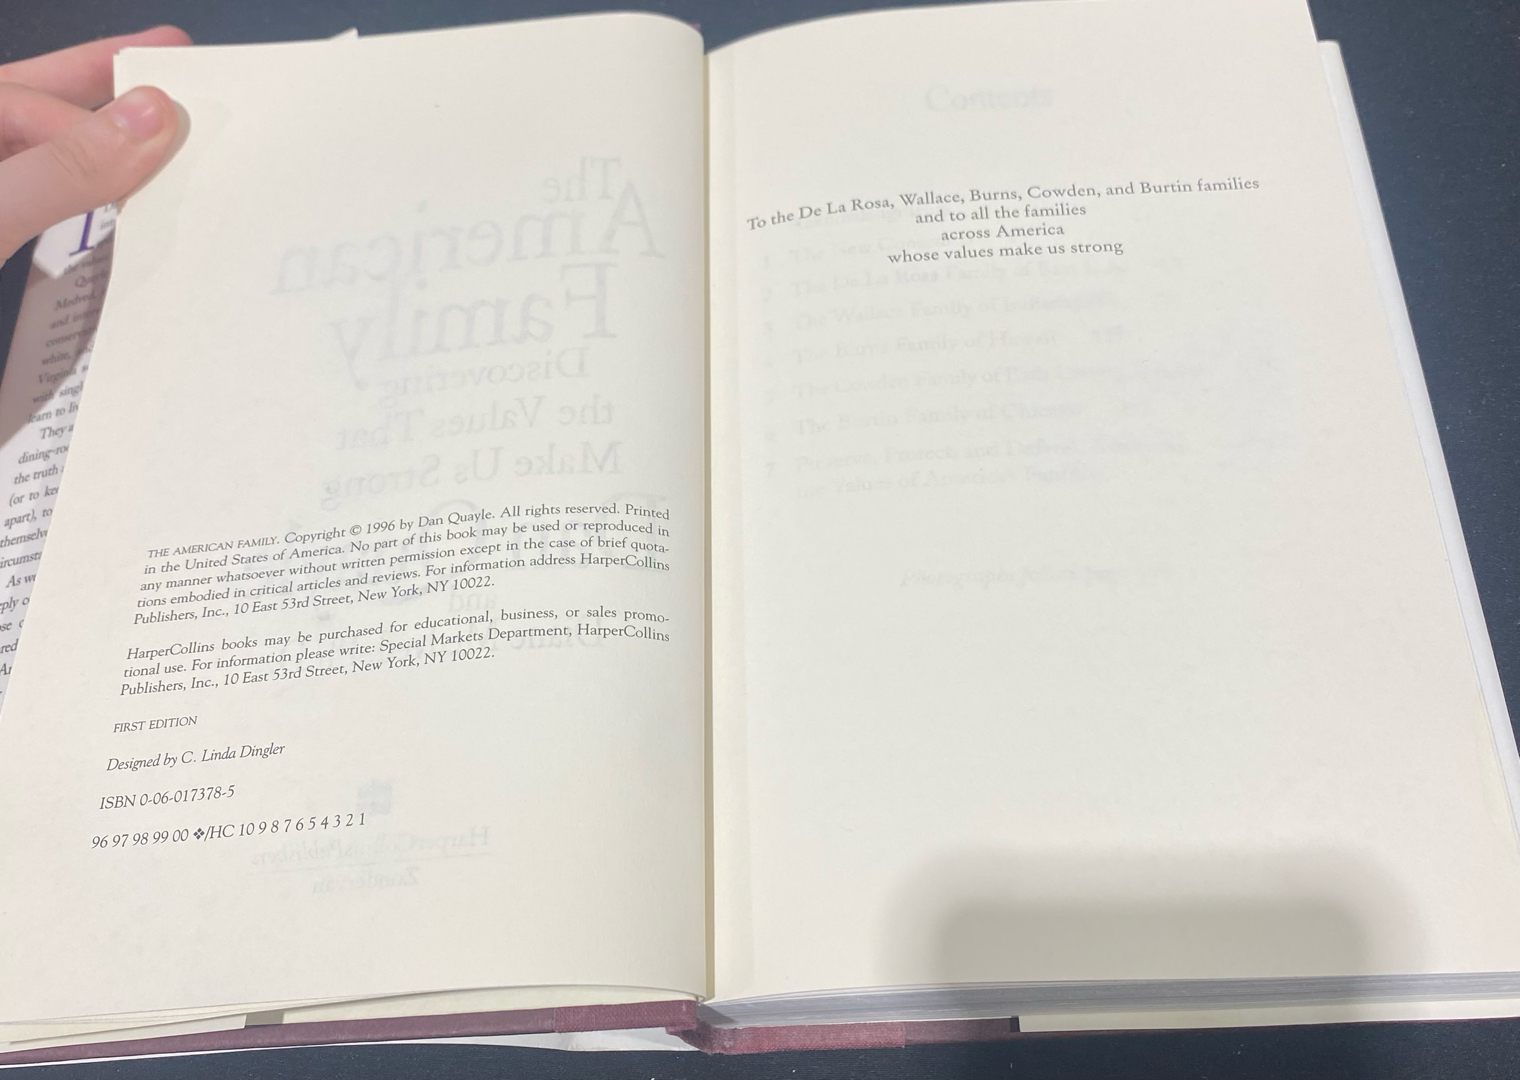 THE AMERICAN FAMILY. Copyright © 1996 by Dan Quayle. All rights reserved. Printed
in the United States of America. No part of this book may be used or reproduced in
any manner whatsoever without written permission except in the case of brief quota-
tions embodied in critical articles and reviews. For information address HarperCollins
Publishers, Inc., 10 East 53rd Street, New York, NY 10022.
HarperCollins books may be purchased for educational, business, or sales promo-
tional use. For information please write: Special Markets Department, HarperCollins
Publishers, Inc., 10 East 53rd Street, New York, NY 10022.
FIRST EDITION
Designed by C. Linda Dingler
ISBN 0-06-017378-5
96 97 98 99 00 ❖/HC 10 9 8 7 6 5 4 3 2 1
To the De La Rosa, Wallace, Burns, Cowden, and Burtin families
and to all the families
across America
whose values make us strong